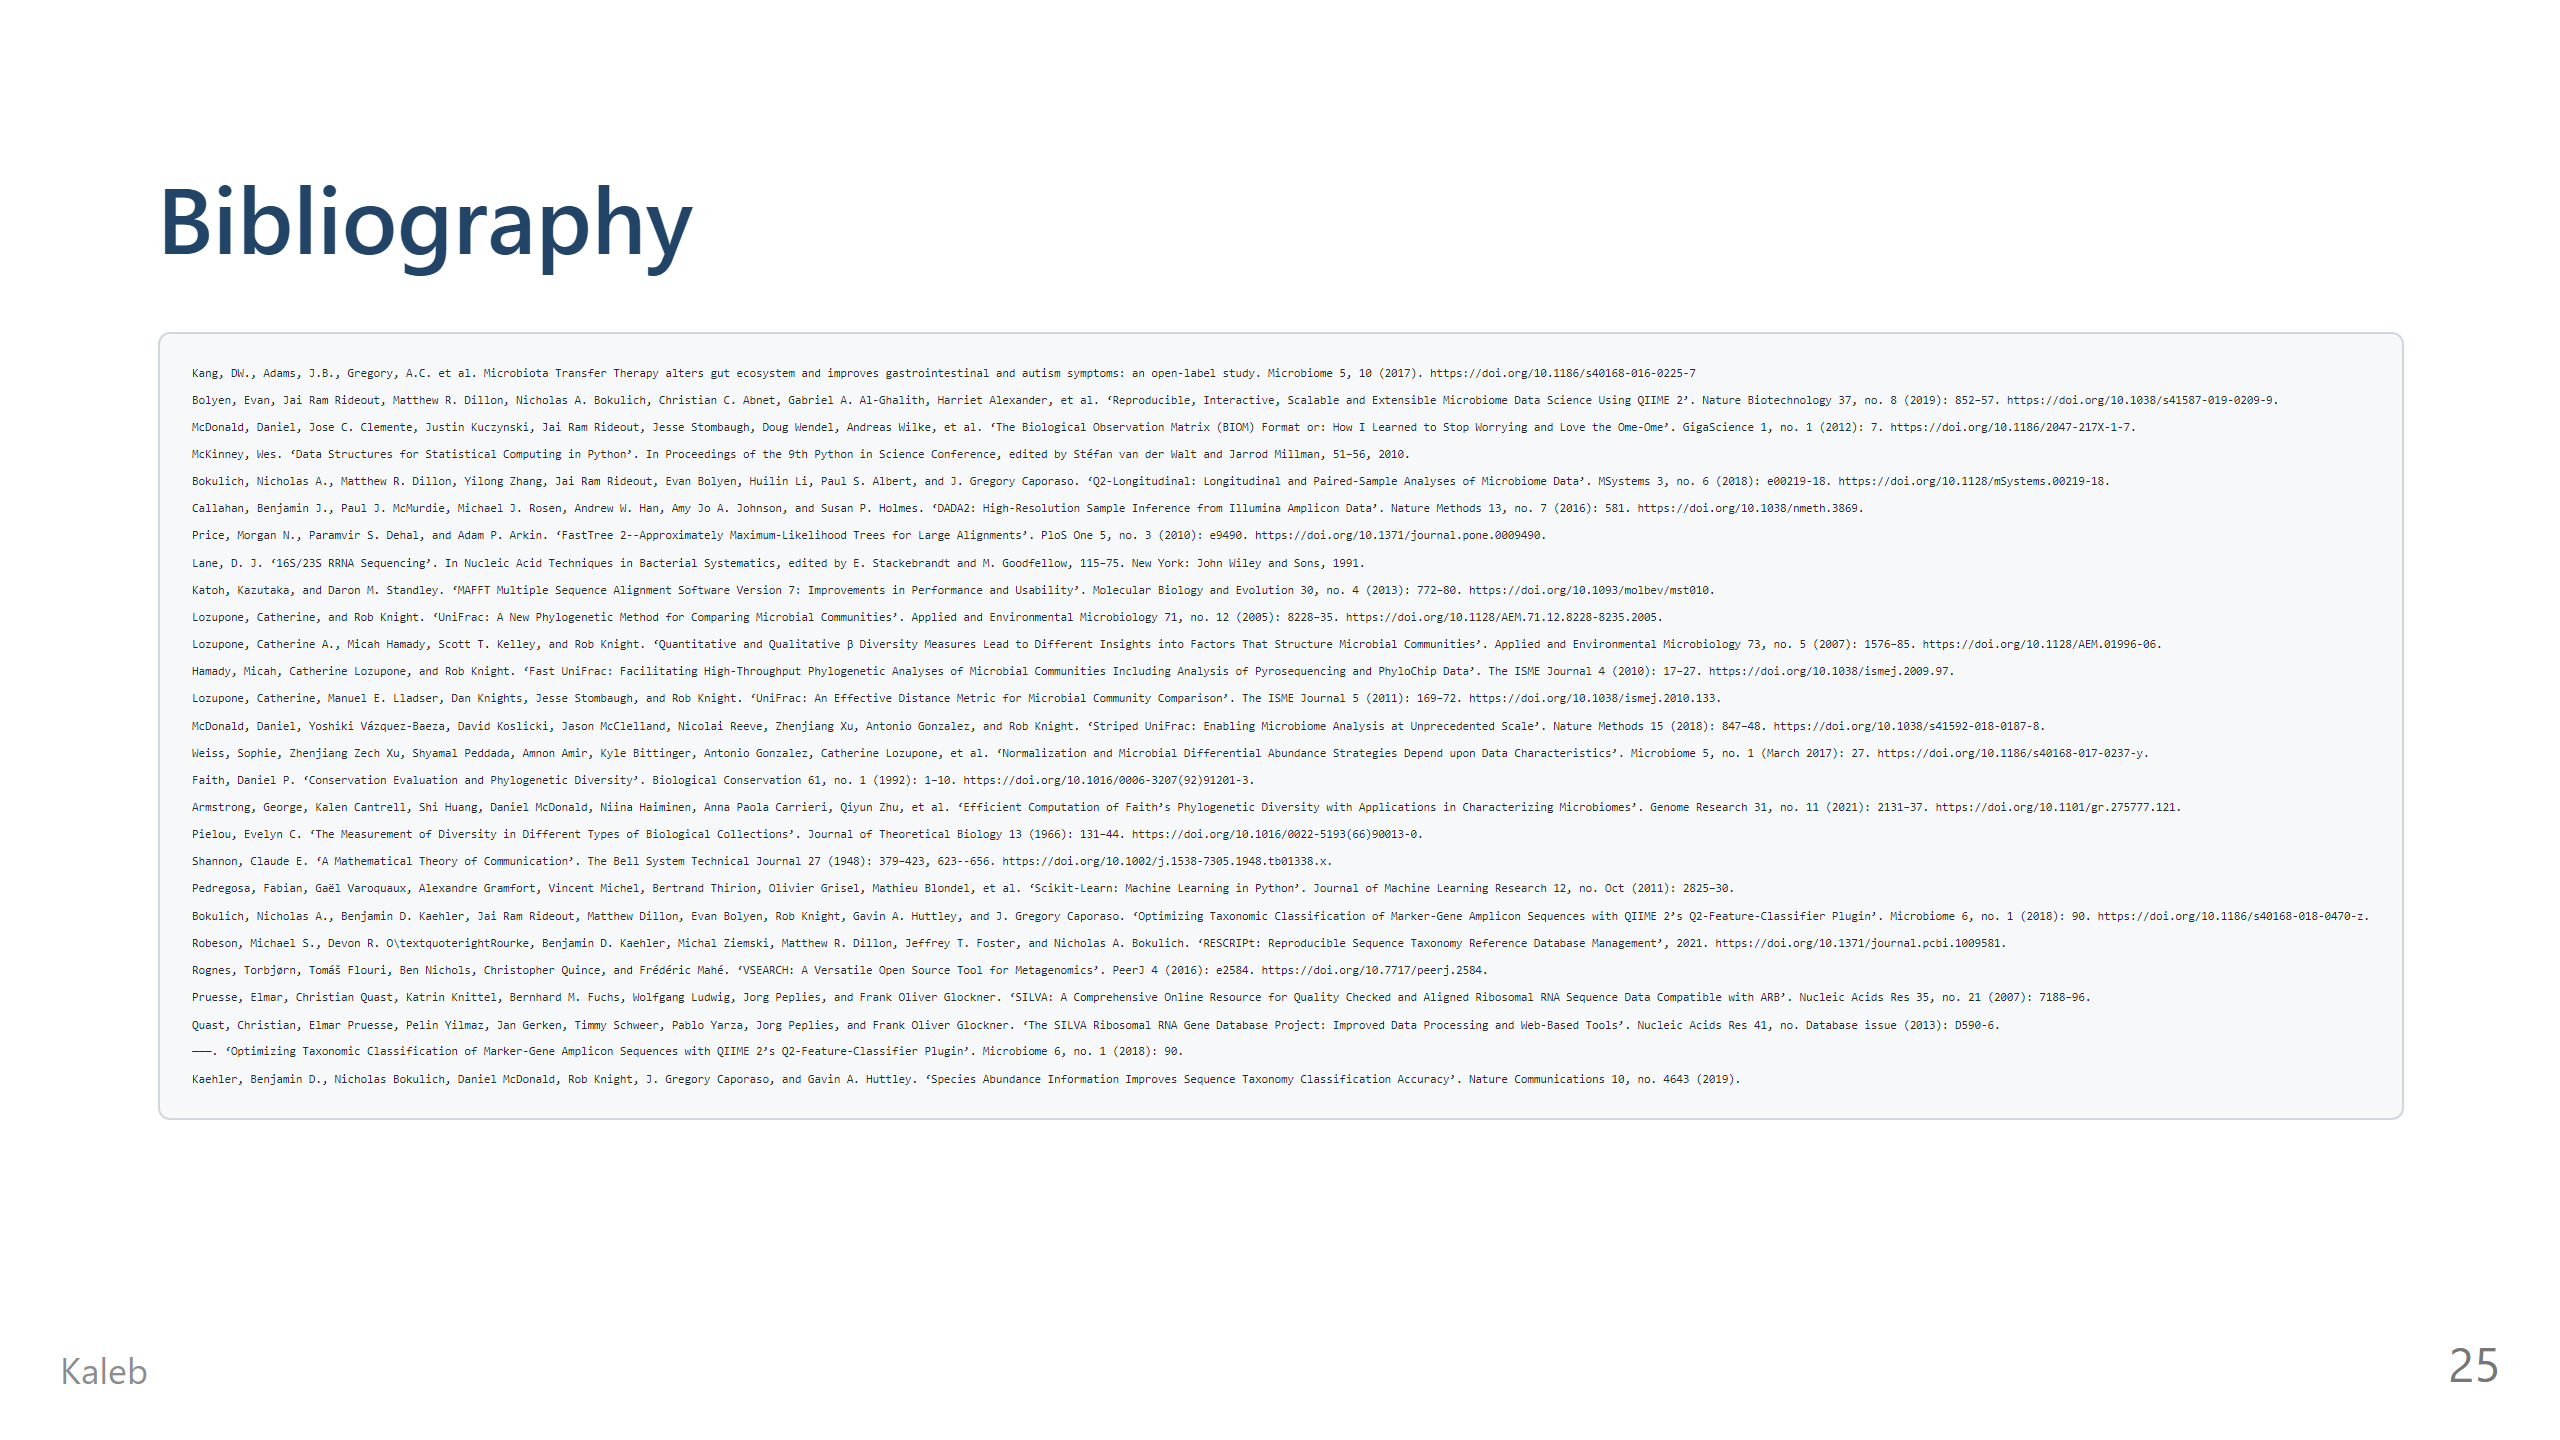 Bibliography
Kang, DW., Adams, J.B., Gregory, A.C. et al. Microbiota Transfer Therapy alters gut ecosystem and improves gastrointestinal and autism symptoms: an open-label study. Microbiome 5, 10 (2017). https://doi.org/10.1186/s40168-016-0225-7
Bolyen, Evan, Jai Ram Rideout, Matthew R. Dillon, Nicholas A. Bokulich, Christian C. Abnet, Gabriel A. Al-Ghalith, Harriet Alexander, et al. ‘Reproducible, Interactive, Scalable and Extensible Microbiome Data Science Using QIIME 2’. Nature Biotechnology 37, no. 8 (2019): 852–57. https://doi.org/10.1038/s41587-019-0209-9.
McDonald, Daniel, Jose C. Clemente, Justin Kuczynski, Jai Ram Rideout, Jesse Stombaugh, Doug Wendel, Andreas Wilke, et al. ‘The Biological Observation Matrix (BIOM) Format or: How I Learned to Stop Worrying and Love the Ome-Ome’. GigaScience 1, no. 1 (2012): 7. https://doi.org/10.1186/2047-217X-1-7.
McKinney, Wes. ‘Data Structures for Statistical Computing in Python’. In Proceedings of the 9th Python in Science Conference, edited by Stéfan van der Walt and Jarrod Millman, 51–56, 2010.
Bokulich, Nicholas A., Matthew R. Dillon, Yilong Zhang, Jai Ram Rideout, Evan Bolyen, Huilin Li, Paul S. Albert, and J. Gregory Caporaso. ‘Q2-Longitudinal: Longitudinal and Paired-Sample Analyses of Microbiome Data’. MSystems 3, no. 6 (2018): e00219-18. https://doi.org/10.1128/mSystems.00219-18.
Callahan, Benjamin J., Paul J. McMurdie, Michael J. Rosen, Andrew W. Han, Amy Jo A. Johnson, and Susan P. Holmes. ‘DADA2: High-Resolution Sample Inference from Illumina Amplicon Data’. Nature Methods 13, no. 7 (2016): 581. https://doi.org/10.1038/nmeth.3869.
Price, Morgan N., Paramvir S. Dehal, and Adam P. Arkin. ‘FastTree 2--Approximately Maximum-Likelihood Trees for Large Alignments’. PloS One 5, no. 3 (2010): e9490. https://doi.org/10.1371/journal.pone.0009490.
Lane, D. J. ‘16S/23S RRNA Sequencing’. In Nucleic Acid Techniques in Bacterial Systematics, edited by E. Stackebrandt and M. Goodfellow, 115–75. New York: John Wiley and Sons, 1991.
Katoh, Kazutaka, and Daron M. Standley. ‘MAFFT Multiple Sequence Alignment Software Version 7: Improvements in Performance and Usability’. Molecular Biology and Evolution 30, no. 4 (2013): 772–80. https://doi.org/10.1093/molbev/mst010.
Lozupone, Catherine, and Rob Knight. ‘UniFrac: A New Phylogenetic Method for Comparing Microbial Communities’. Applied and Environmental Microbiology 71, no. 12 (2005): 8228–35. https://doi.org/10.1128/AEM.71.12.8228-8235.2005.
Lozupone, Catherine A., Micah Hamady, Scott T. Kelley, and Rob Knight. ‘Quantitative and Qualitative β Diversity Measures Lead to Different Insights into Factors That Structure Microbial Communities’. Applied and Environmental Microbiology 73, no. 5 (2007): 1576–85. https://doi.org/10.1128/AEM.01996-06.
Hamady, Micah, Catherine Lozupone, and Rob Knight. ‘Fast UniFrac: Facilitating High-Throughput Phylogenetic Analyses of Microbial Communities Including Analysis of Pyrosequencing and PhyloChip Data’. The ISME Journal 4 (2010): 17–27. https://doi.org/10.1038/ismej.2009.97.
Lozupone, Catherine, Manuel E. Lladser, Dan Knights, Jesse Stombaugh, and Rob Knight. ‘UniFrac: An Effective Distance Metric for Microbial Community Comparison’. The ISME Journal 5 (2011): 169–72. https://doi.org/10.1038/ismej.2010.133.
McDonald, Daniel, Yoshiki Vázquez-Baeza, David Koslicki, Jason McClelland, Nicolai Reeve, Zhenjiang Xu, Antonio Gonzalez, and Rob Knight. ‘Striped UniFrac: Enabling Microbiome Analysis at Unprecedented Scale’. Nature Methods 15 (2018): 847–48. https://doi.org/10.1038/s41592-018-0187-8.
Weiss, Sophie, Zhenjiang Zech Xu, Shyamal Peddada, Amnon Amir, Kyle Bittinger, Antonio Gonzalez, Catherine Lozupone, et al. ‘Normalization and Microbial Differential Abundance Strategies Depend upon Data Characteristics’. Microbiome 5, no. 1 (March 2017): 27. https://doi.org/10.1186/s40168-017-0237-y.
Faith, Daniel P. ‘Conservation Evaluation and Phylogenetic Diversity’. Biological Conservation 61, no. 1 (1992): 1–10. https://doi.org/10.1016/0006-3207(92)91201-3.
Armstrong, George, Kalen Cantrell, Shi Huang, Daniel McDonald, Niina Haiminen, Anna Paola Carrieri, Qiyun Zhu, et al. ‘Efficient Computation of Faith’s Phylogenetic Diversity with Applications in Characterizing Microbiomes’. Genome Research 31, no. 11 (2021): 2131–37. https://doi.org/10.1101/gr.275777.121.
Pielou, Evelyn C. ‘The Measurement of Diversity in Different Types of Biological Collections’. Journal of Theoretical Biology 13 (1966): 131–44. https://doi.org/10.1016/0022-5193(66)90013-0.
Shannon, Claude E. ‘A Mathematical Theory of Communication’. The Bell System Technical Journal 27 (1948): 379–423, 623--656. https://doi.org/10.1002/j.1538-7305.1948.tb01338.x.
Pedregosa, Fabian, Gaël Varoquaux, Alexandre Gramfort, Vincent Michel, Bertrand Thirion, Olivier Grisel, Mathieu Blondel, et al. ‘Scikit-Learn: Machine Learning in Python’. Journal of Machine Learning Research 12, no. Oct (2011): 2825–30.
Bokulich, Nicholas A., Benjamin D. Kaehler, Jai Ram Rideout, Matthew Dillon, Evan Bolyen, Rob Knight, Gavin A. Huttley, and J. Gregory Caporaso. ‘Optimizing Taxonomic Classification of Marker-Gene Amplicon Sequences with QIIME 2’s Q2-Feature-Classifier Plugin’. Microbiome 6, no. 1 (2018): 90. https://doi.org/10.1186/s40168-018-0470-z.
Robeson, Michael S., Devon R. O\textquoterightRourke, Benjamin D. Kaehler, Michal Ziemski, Matthew R. Dillon, Jeffrey T. Foster, and Nicholas A. Bokulich. ‘RESCRIPt: Reproducible Sequence Taxonomy Reference Database Management’, 2021. https://doi.org/10.1371/journal.pcbi.1009581.
Rognes, Torbjørn, Tomáš Flouri, Ben Nichols, Christopher Quince, and Frédéric Mahé. ‘VSEARCH: A Versatile Open Source Tool for Metagenomics’. PeerJ 4 (2016): e2584. https://doi.org/10.7717/peerj.2584.
Pruesse, Elmar, Christian Quast, Katrin Knittel, Bernhard M. Fuchs, Wolfgang Ludwig, Jorg Peplies, and Frank Oliver Glockner. ‘SILVA: A Comprehensive Online Resource for Quality Checked and Aligned Ribosomal RNA Sequence Data Compatible with ARB’. Nucleic Acids Res 35, no. 21 (2007): 7188–96.
Quast, Christian, Elmar Pruesse, Pelin Yilmaz, Jan Gerken, Timmy Schweer, Pablo Yarza, Jorg Peplies, and Frank Oliver Glockner. ‘The SILVA Ribosomal RNA Gene Database Project: Improved Data Processing and Web-Based Tools’. Nucleic Acids Res 41, no. Database issue (2013): D590-6.
———. ‘Optimizing Taxonomic Classification of Marker-Gene Amplicon Sequences with QIIME 2’s Q2-Feature-Classifier Plugin’. Microbiome 6, no. 1 (2018): 90.
Kaehler, Benjamin D., Nicholas Bokulich, Daniel McDonald, Rob Knight, J. Gregory Caporaso, and Gavin A. Huttley. ‘Species Abundance Information Improves Sequence Taxonomy Classification Accuracy’. Nature Communications 10, no. 4643 (2019).
Kaleb
25